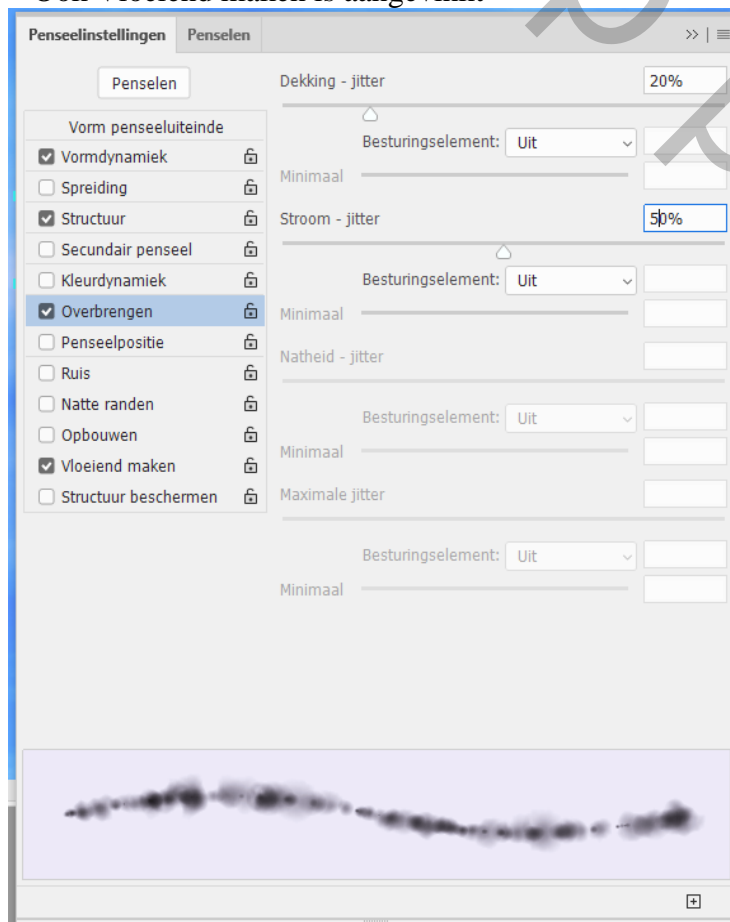 Ook Vloeiend maken is aangevinkt
Penseelinstellingen Penselen
Penselen
Vorm penseeluiteinde
Vormdynamiek
Spreiding
Structuur
Secundair penseel
Kleurdynamiek
Overbrengen
Penseelpositie
Ruis
Natte randen
Opbouwen
Vloeiend maken
Structuur beschermen
Dekking - jitter 20%
Besturingselement: Uit
Minimaal
Stroom - jitter 50%
Besturingselement: Uit
Minimaal
Natheid - jitter
Besturingselement: Uit
Minimaal
Maximale jitter
Besturingselement: Uit
Minimaal